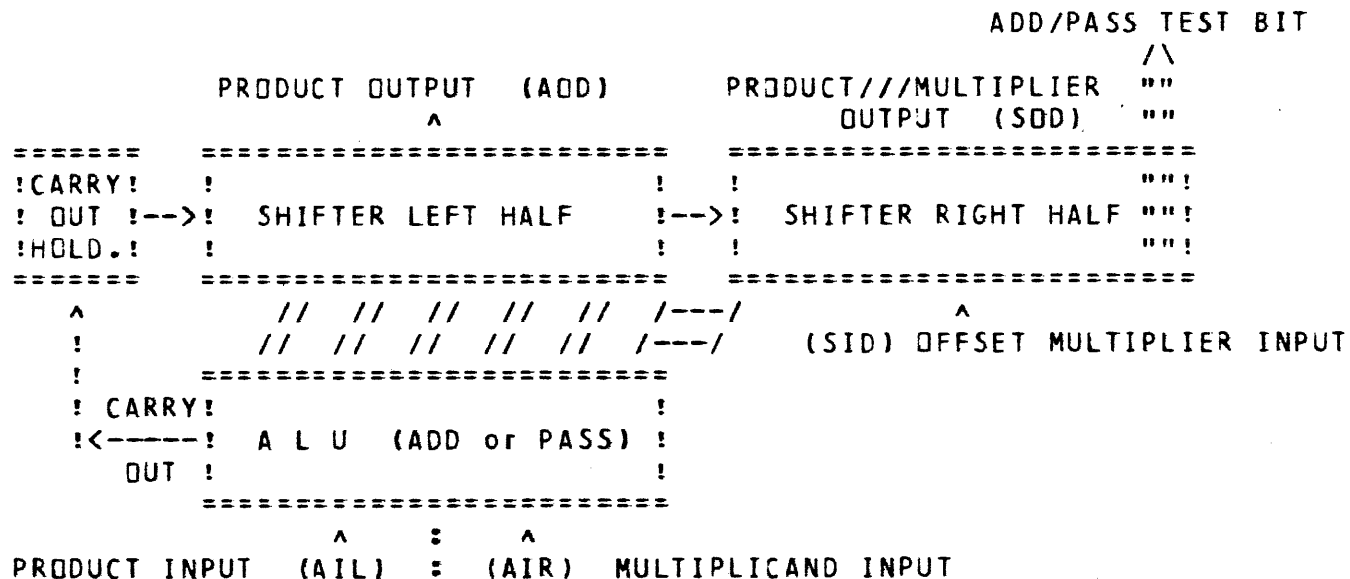 ADD/PASS TEST BIT
/\
PRODUCT OUTPUT (AOD) PRODUCT///MULTIPLIER ""
^ OUTPUT (SOD) ""
======= ========================= =========================
!CARRY! ! ! ! ""!
! OUT !-->! SHIFTER LEFT HALF !-->! SHIFTER RIGHT HALF ""!
!HOLD.! ! ! ! ""!
======= ========================= =========================
^ // // // // // /---/ ^
! // // // // // /---/ (SID) OFFSET MULTIPLIER INPUT
! =========================
! CARRY! !
!<-----! A L U (ADD or PASS) !
OUT ! !
=========================
^ : ^
PRODUCT INPUT (AIL) : (AIR) MULTIPLICAND INPUT